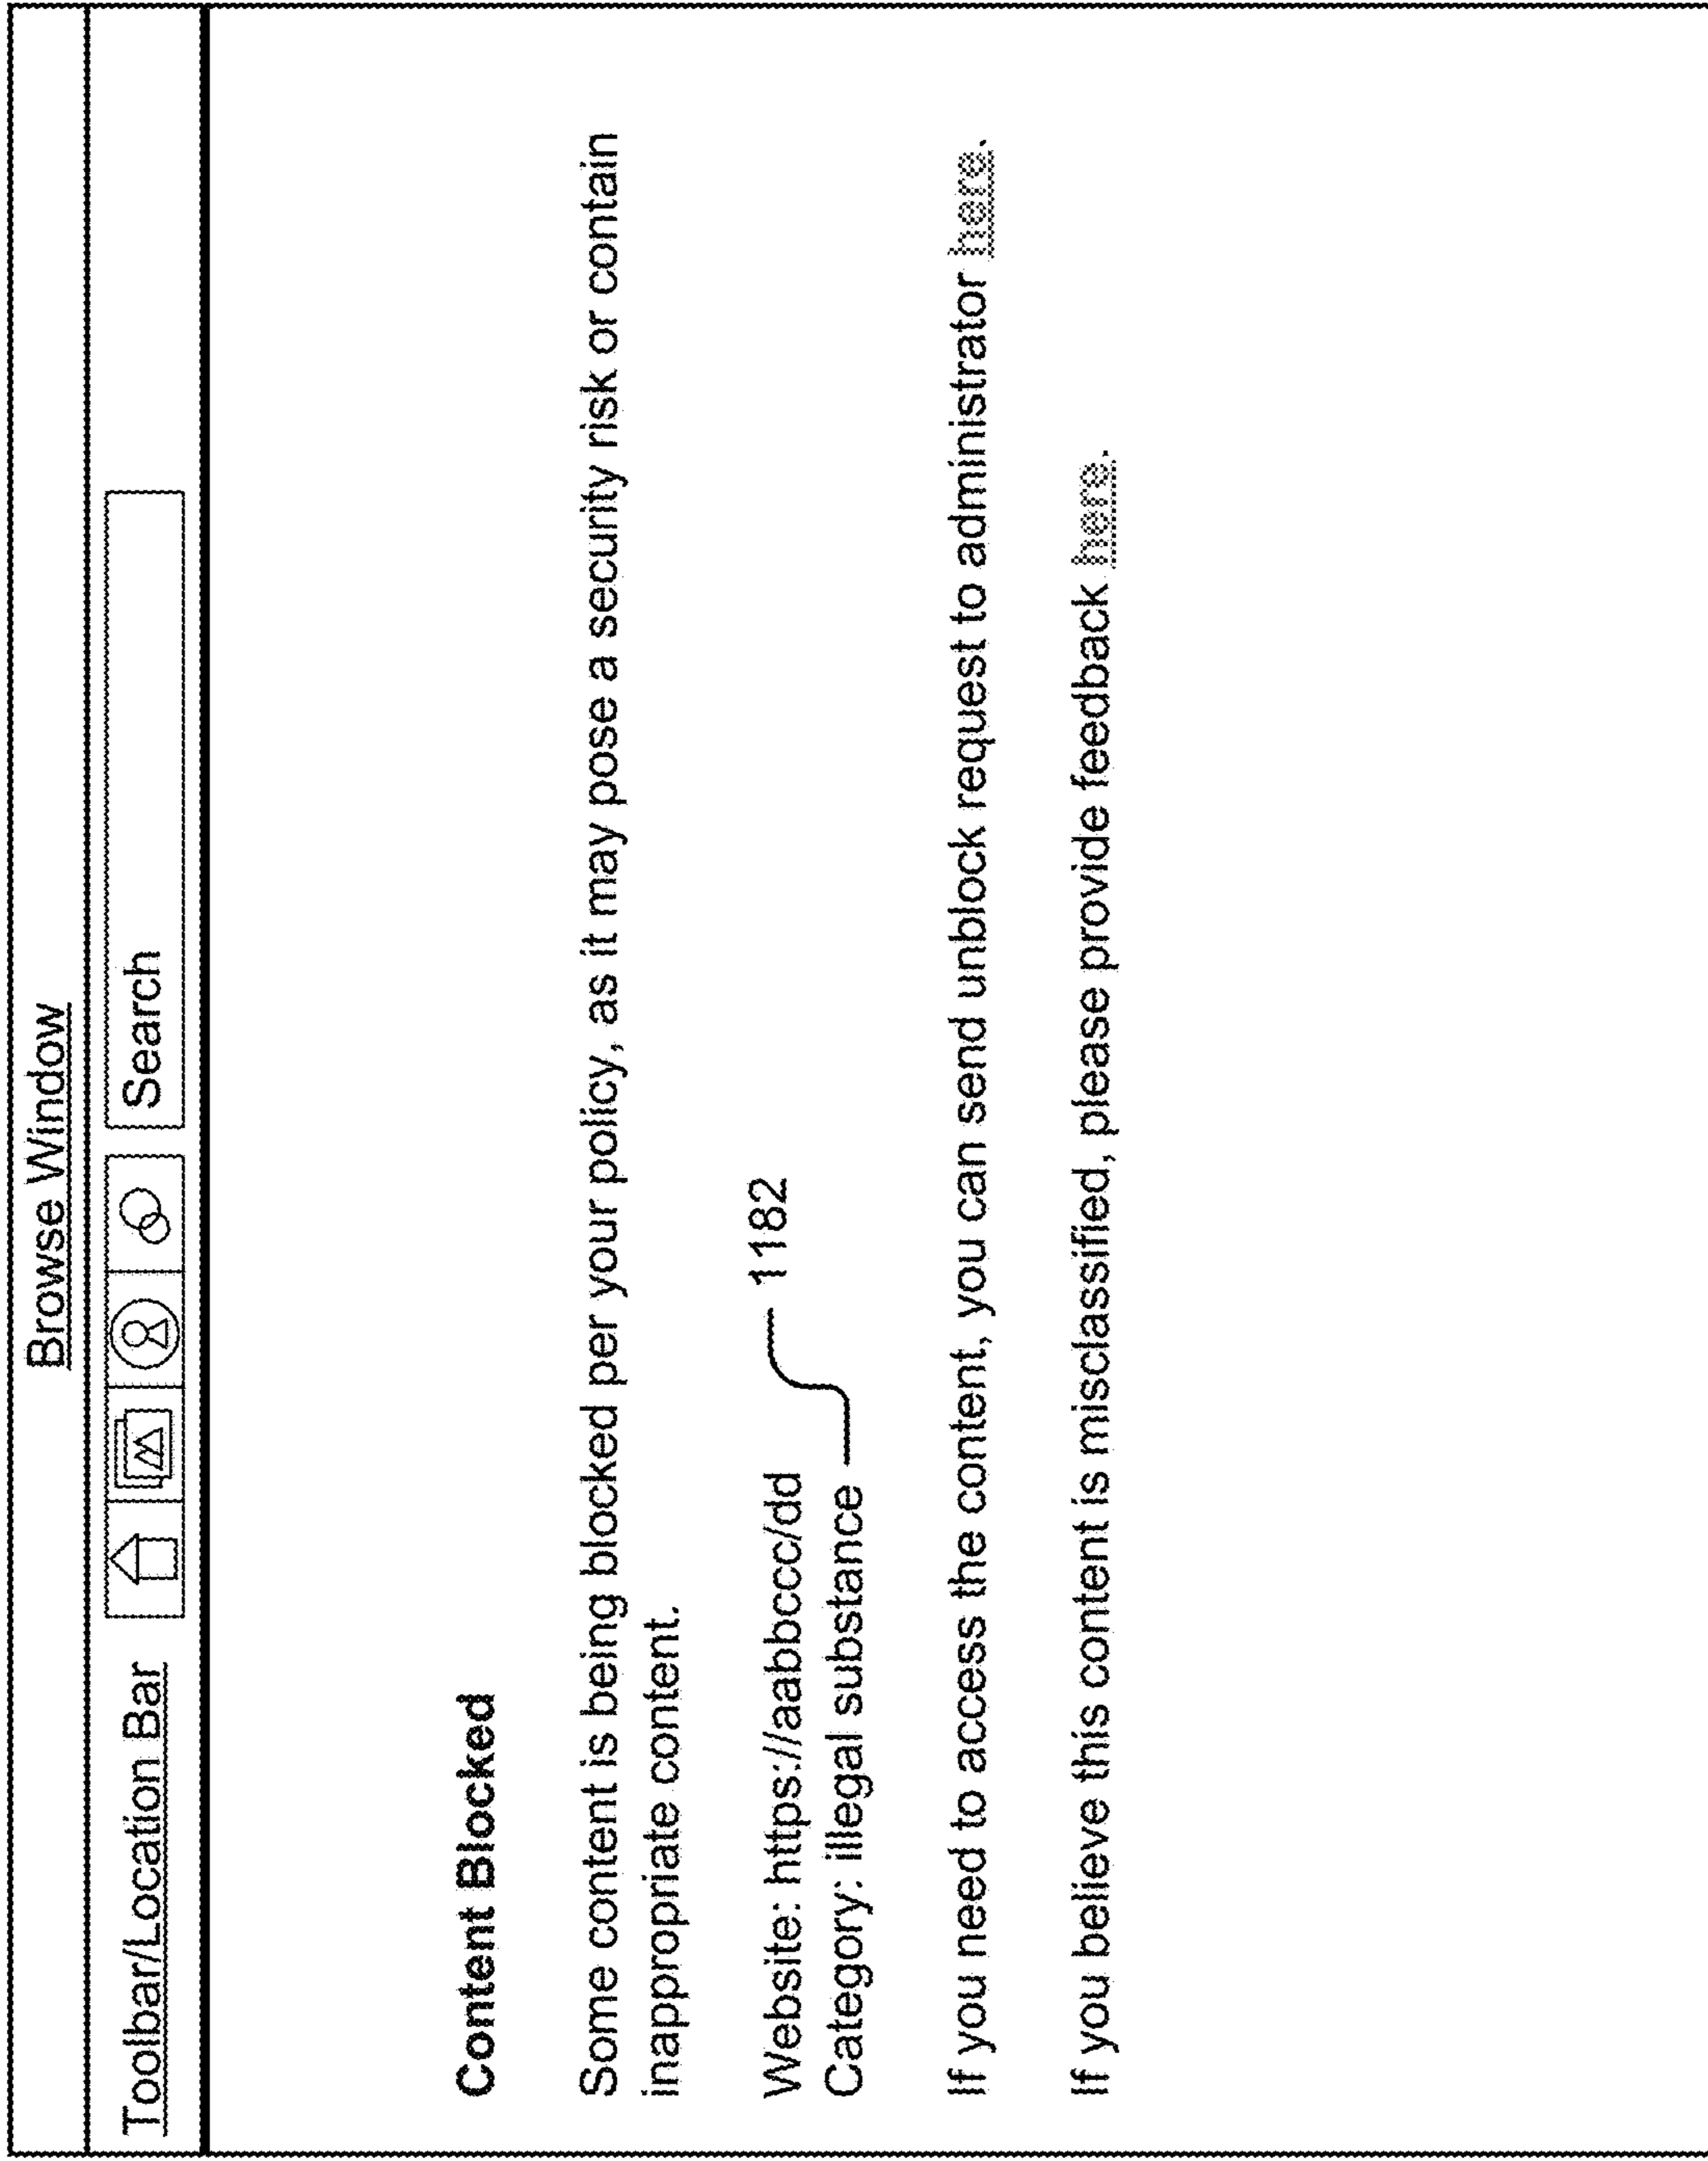 Browse Window
Toolbar/Location Bar
Search
Content Blocked
Some content is being blocked per your policy, as it may pose a security risk or contain
inappropriate content.
Website: https://aabbccc/dd
1182
Category: illegal substance
If you need to access the content, you can send unblock request to administrator here.
If you believe this content is misclassified, please provide feedback here.